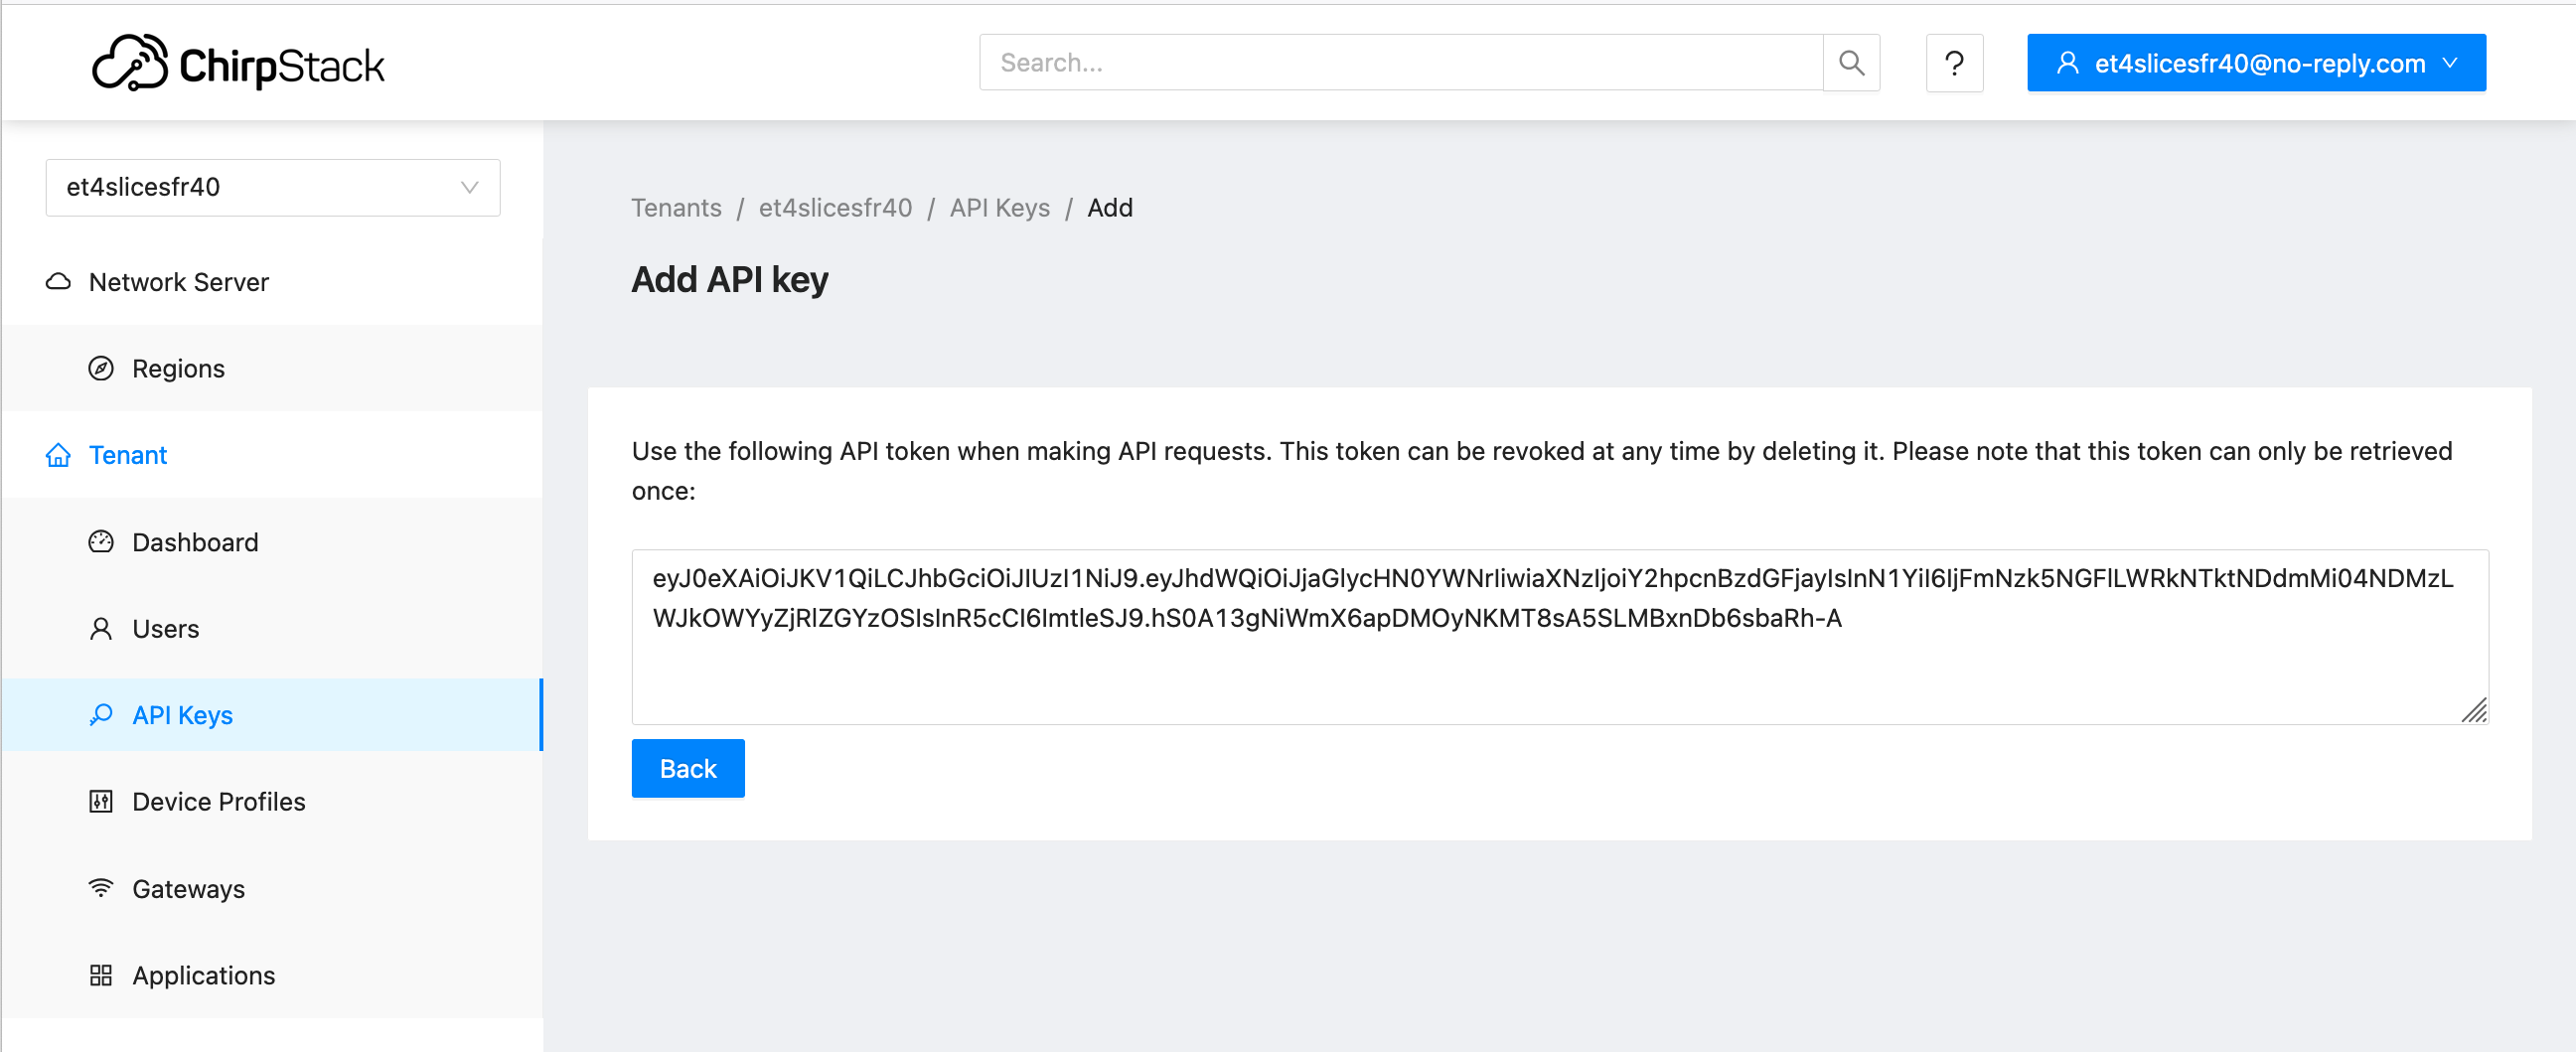 ChirpStack
Search...
?
et4slicesfr40@no-reply.com
et4slicesfr40
Network Server
Regions
Tenant
Dashboard
Users
API Keys
Device Profiles
Gateways
Applications
Tenants / et4slicesfr40 / API Keys / Add
Add API key
Use the following API token when making API requests. This token can be revoked at any time by deleting it. Please note that this token can only be retrieved
once:
eyJ0eXAiOiJKV1QiLCJhbGciOiJIUzI1NiJ9.eyJhdWQiOiJjaGlycHN0YWNrIiwiaXNzIjoiY2hpcnBzdGFjayIsInN1YiI6IjFmNzk5NGFlLWRkNTktNDdmMi04NDMzL
WJkOWYyZjRlZGYzOSIsInR5cCI6ImtleSJ9.hS0A13gNiWmX6apDMOyNKMT8sA5SLMBxnDb6sbaRh-A
Back